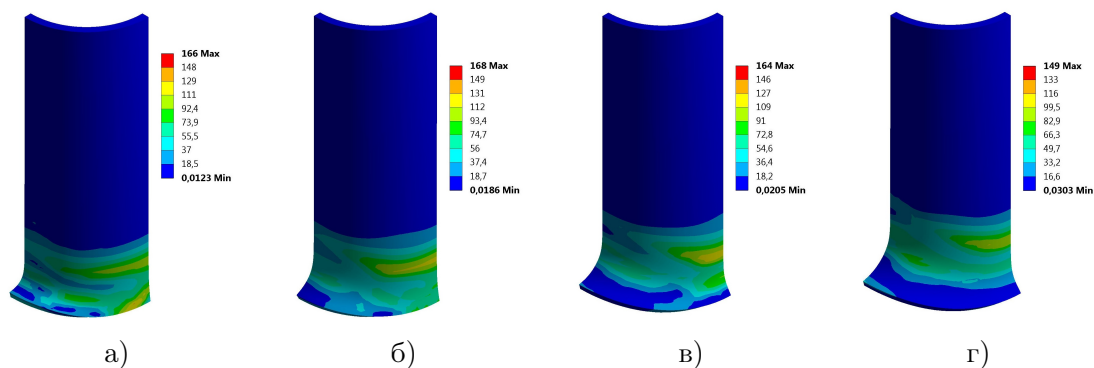 166 Max
148
129
111
92,4
73,9
55,5
37
18,5
0,0123 Min
168 Max
149
131
112
93,4
74,7
56
37,4
18,7
0,0186 Min
164 Max
146
127
109
91
72,8
54,6
36,4
18,2
0,0205 Min
149 Max
133
116
99,5
82,9
66,3
49,7
33,2
16,6
0,0303 Min
а)
б)
в)
г)